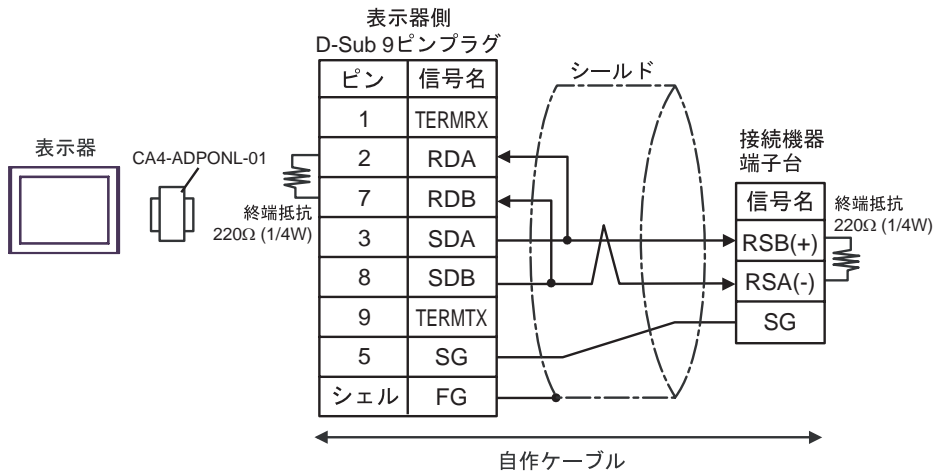 表示器側
D-Sub 9ピンプラグ
ピン 信号名
1 TERMRX
2 RDA
7 RDB
3 SDA
8 SDB
9 TERMTX
5 SG
シェル FG
表示器
CA4-ADPONL-01
終端抵抗
220Ω (1/4W)
シールド
接続機器
端子台
信号名
RSB(+)
RSA(-)
SG
終端抵抗
220Ω (1/4W)
自作ケーブル